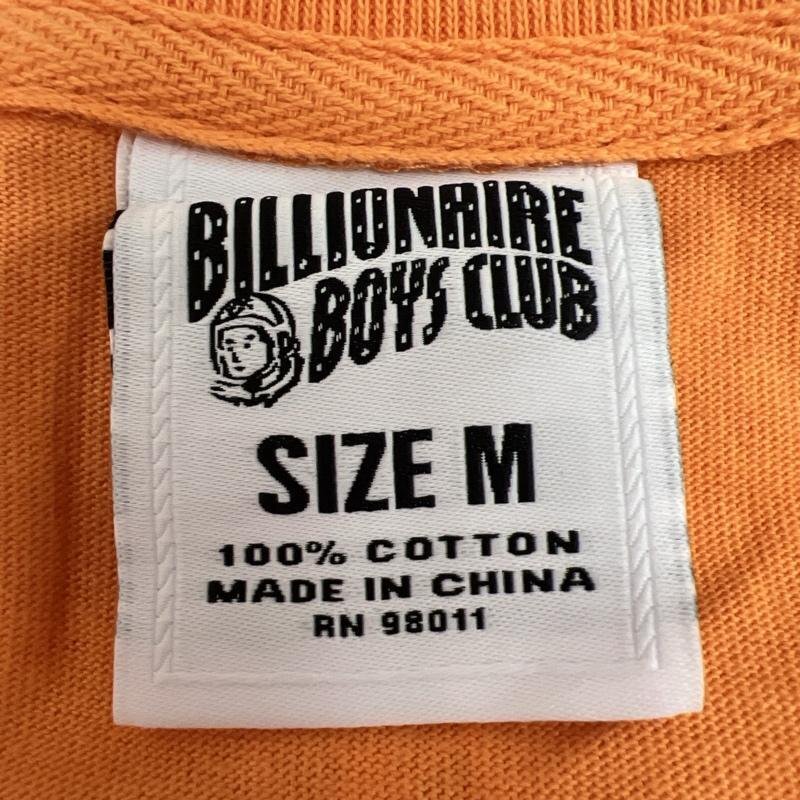 BILLIONAIRE
BOYS CLUB
SIZE M
100% COTTON
MADE IN CHINA
RN 98011